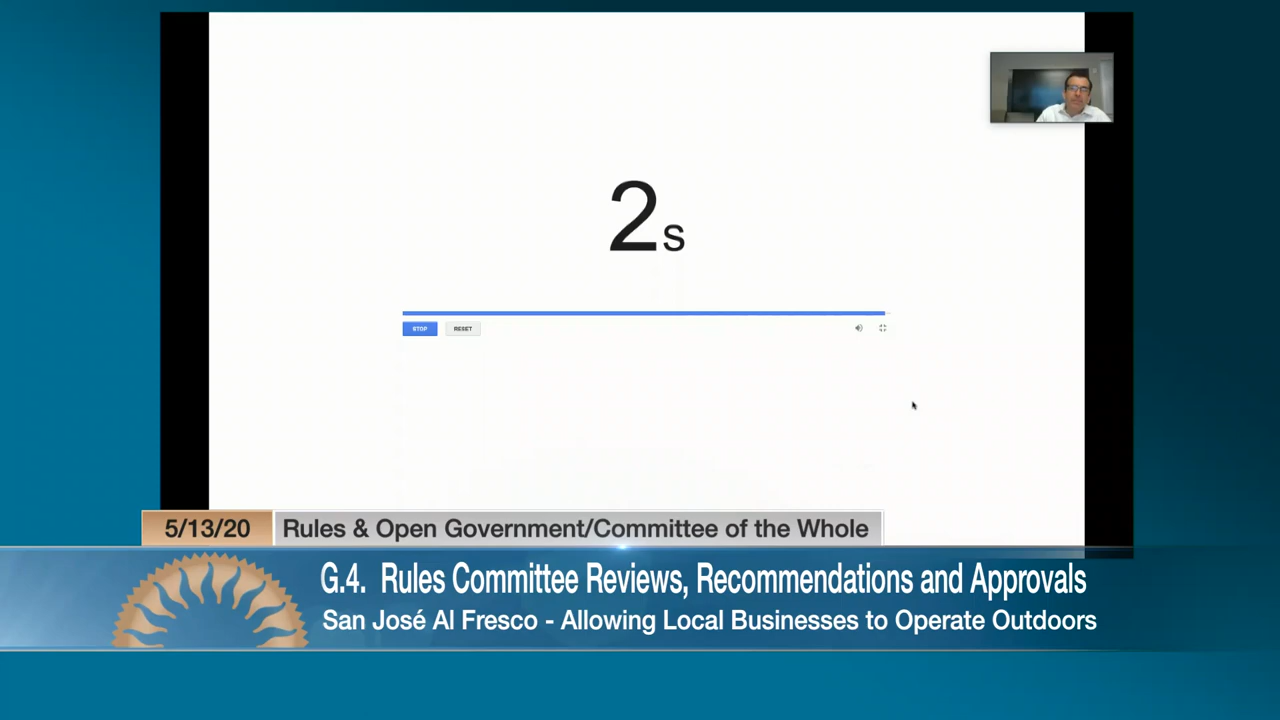 2s
STOP
RESET
5/13/20
Rules & Open Government/Committee of the Whole
G.4. Rules Committee Reviews, Recommendations and Approvals
San José Al Fresco - Allowing Local Businesses to Operate Outdoors